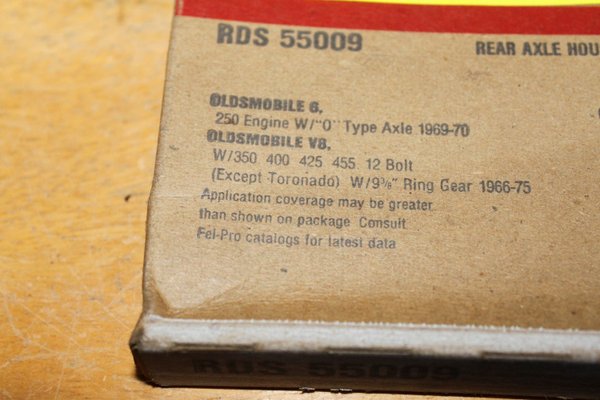 RDS 55009
REAR AXLE HOU
OLDSMOBILE 6,
250 Engine W/"O" Type Axle 1969-70
OLDSMOBILE V8,
W/350 400 425 455 12 Bolt
(Except Toronado) W/9⅜" Ring Gear 1966-75
Application coverage may be greater
than shown on package Consult
Fel-Pro catalogs for latest data
RDS 55009